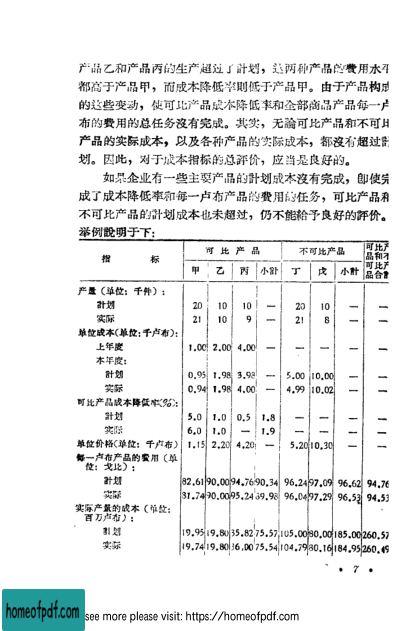 产品乙和产品丙的生产超过了計划，这两种产品的費用水平
都高于产品甲，而成本降低率則低于产品甲。由于产品构成
的这些变动，使可比产品成本降低率和全部商品产品每一卢
布的費用的总任务沒有完成。其实，无論可比产品和不可比
产品的实际成本，以及各种产品的实际成本，都沒有超过計
划。因此，对于成本指标的总評价，应当是良好的。
如果企业有一些主要产品的計划成本沒有完成，卽使完
成了成本降低率和每一卢布产品的費用的任务，可比产品和
不可比产品的計划成本也未超过，仍不能給予良好的評价。
举例說明于下：
指 标 可比产品 不可比产品 可比产品和不可比产品合計
甲 乙 丙 小計 丁 戊 小計
产量（单位：千件）：
計划 20 10 10 — 20 10 — —
实际 21 10 9 — 21 8 — —
单位成本（单位：千卢布）：
上年度 1.00 2.00 4.00 — — — — —
本年度：
計划 0.95 1.98 3.98 — 5.00 10.00 — —
实际 0.94 1.98 4.00 — 4.99 10.02 — —
可比产品成本降低率（%）：
計划 5.0 1.0 0.5 1.8 — — — —
实际 6.0 1.0 — 1.9 — — — —
单位价格（单位：千卢布） 1.15 2.20 4.20 — 5.20 10.30 — —
每一卢布产品的費用（单
位：戈比）：
計划 82.61 90.00 94.76 90.34 96.24 97.09 96.62 94.76
实际 81.74 90.00 95.24 89.98 96.04 97.29 96.53 94.53
实际产量的成本（单位：
百万卢布）：
計划 19.95 19.80 35.82 75.57 105.00 80.00 185.00 260.57
实际 19.74 19.80 36.00 75.54 104.79 80.16 184.95 260.49
• 7 •
homeofpdf.com
see more please visit: https://homeofpdf.com